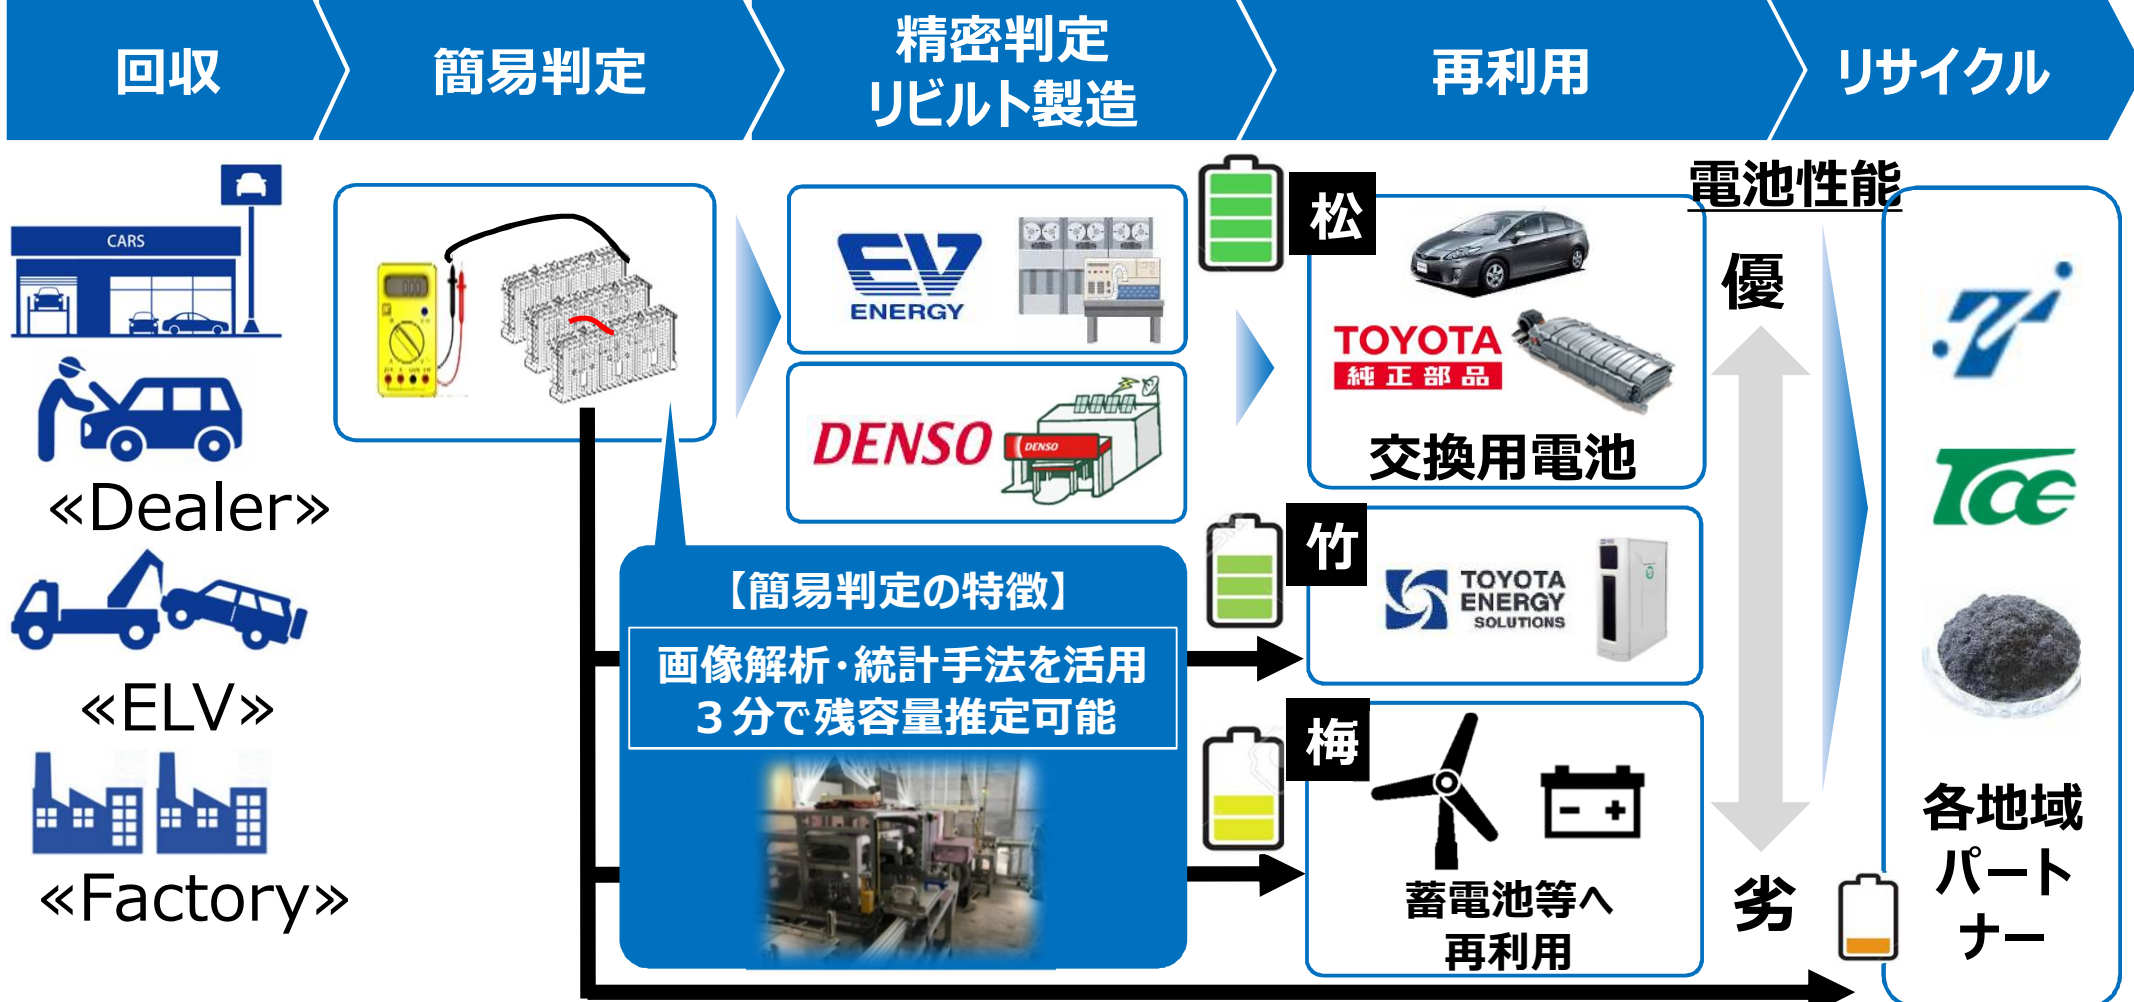 回収
簡易判定
精密判定
リビルト製造
再利用
リサイクル
CARS
«Dealer»
«ELV»
«Factory»
EV
ENERGY
DENSO
DENSO
【簡易判定の特徴】
画像解析･統計手法を活用
３分で残容量推定可能
松
TOYOTA
純正部品
交換用電池
竹
TOYOTA
ENERGY
SOLUTIONS
梅
蓄電池等へ
再利用
電池性能
優
劣
TCE
各地域
パート
ナー